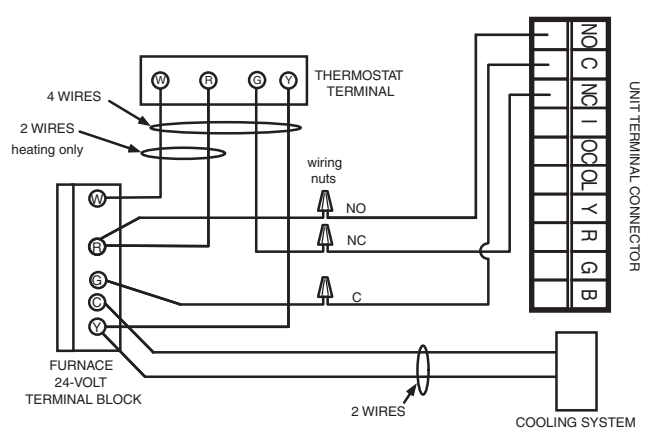 W R G Y
THERMOSTAT
TERMINAL
4 WIRES
2 WIRES
heating only
wiring
nuts
W
R
G
C
Y
NO
NC
C
FURNACE
24-VOLT
TERMINAL BLOCK
2 WIRES
COOLING SYSTEM
NO
C
NC
I
OC
OL
Y
R
G
B
UNIT TERMINAL CONNECTOR